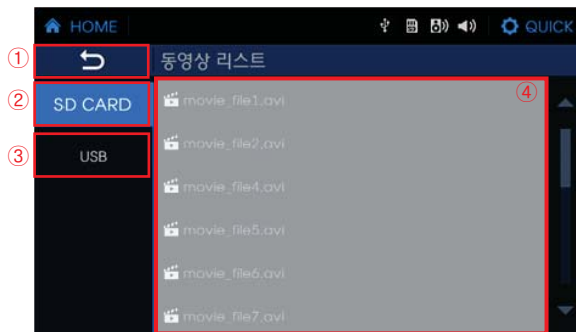 HOME
QUICK
①
동영상 리스트
② SD CARD
③ USB
④
movie_file1.avi
movie_file2.avi
movie_file4.avi
movie_file5.avi
movie_file6.avi
movie_file7.avi